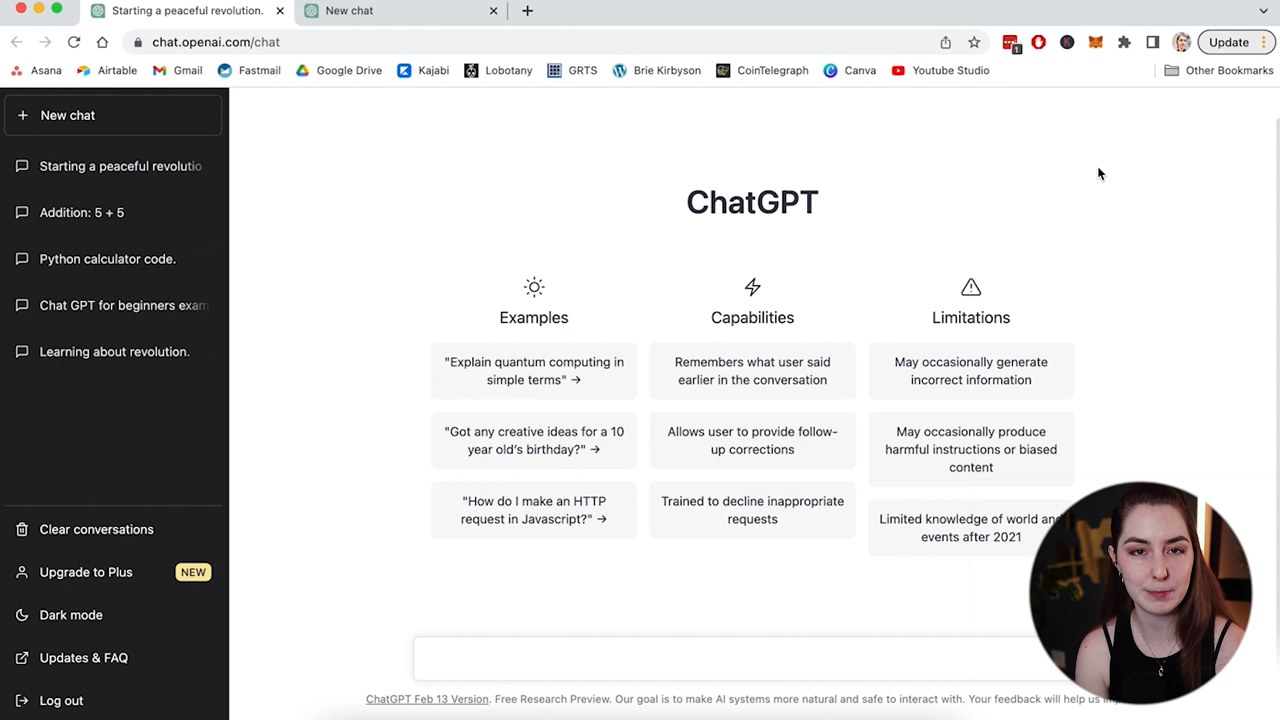 Starting a peaceful revolution.
New chat
chat.openai.com/chat
1
Update
Asana
Airtable
Gmail
Fastmail
Google Drive
Kajabi
Lobotany
GRTS
Brie Kirbyson
CoinTelegraph
Canva
Youtube Studio
Other Bookmarks
New chat
Starting a peaceful revolutio
Addition: 5 + 5
Python calculator code.
Chat GPT for beginners exam
Learning about revolution.
Clear conversations
Upgrade to Plus
NEW
Dark mode
Updates & FAQ
Log out
ChatGPT
Examples
"Explain quantum computing in
simple terms" →
"Got any creative ideas for a 10
year old's birthday?" →
"How do I make an HTTP
request in Javascript?" →
Capabilities
Remembers what user said
earlier in the conversation
Allows user to provide follow-
up corrections
Trained to decline inappropriate
requests
Limitations
May occasionally generate
incorrect information
May occasionally produce
harmful instructions or biased
content
Limited knowledge of world and
events after 2021
ChatGPT Feb 13 Version. Free Research Preview. Our goal is to make AI systems more natural and safe to interact with. Your feedback will help us